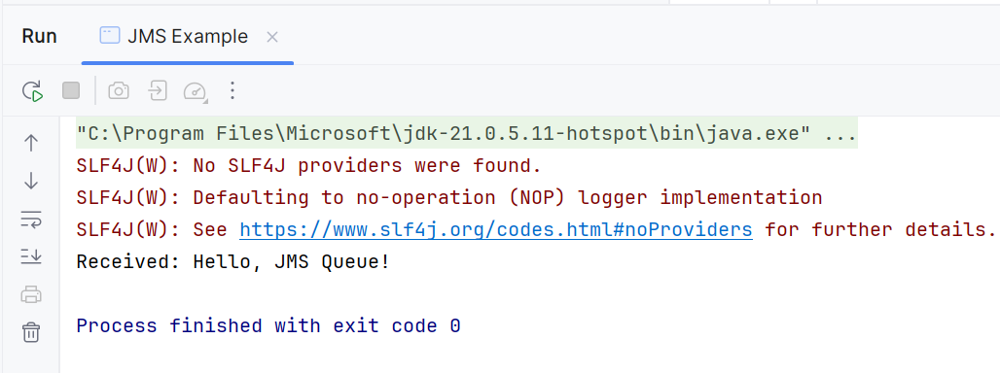 Run JMS Example
"C:\Program Files\Microsoft\jdk-21.0.5.11-hotspot\bin\java.exe" ...
SLF4J(W): No SLF4J providers were found.
SLF4J(W): Defaulting to no-operation (NOP) logger implementation
SLF4J(W): See https://www.slf4j.org/codes.html#noProviders for further details.
Received: Hello, JMS Queue!
Process finished with exit code 0